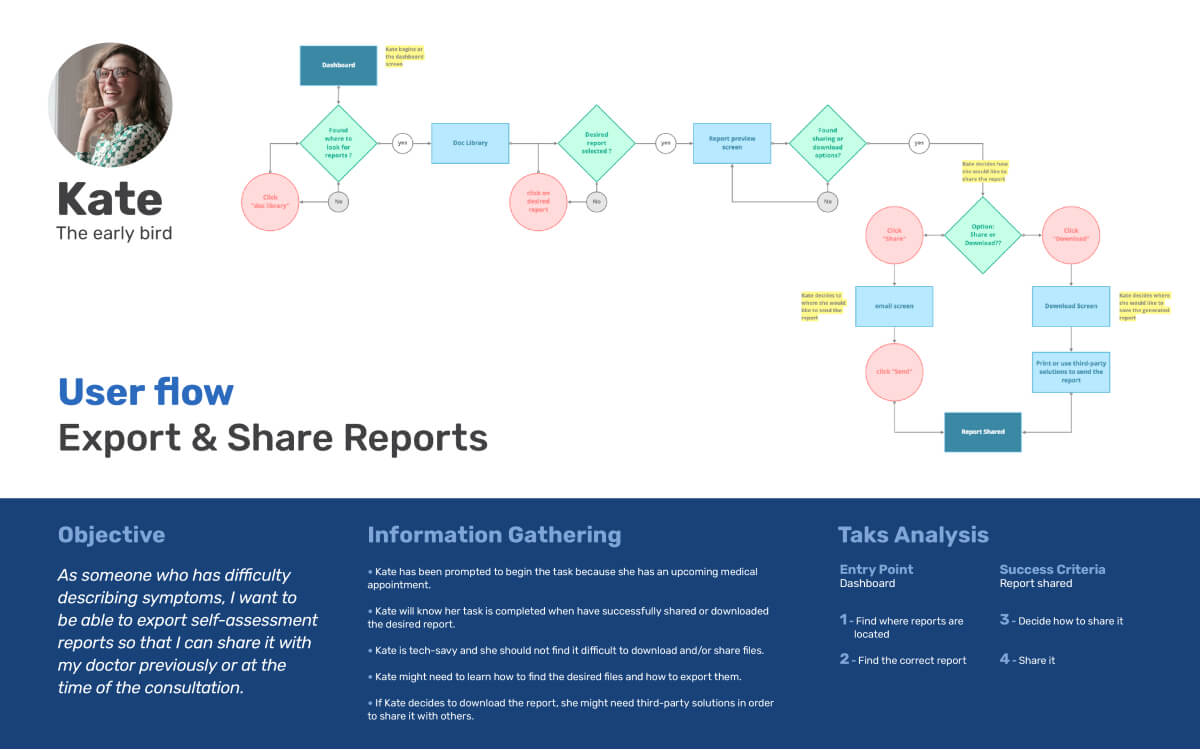 Kate
The early bird
User flow
Export & Share Reports
Dashboard
Kate begins at
the dashboard
screen
Found
where to
look for
reports ?
yes
No
Click
"doc library"
Doc Library
Desired
report
selected ?
yes
No
click on
desired
report
Report preview
screen
Found
sharing or
download
options?
yes
No
Kate decides how
she would like to
share the report
Option:
Share or
Download??
Click
"Share"
Click
"Download"
Kate decides to
where she would
like to send the
report
email screen
Download Screen
Kate decides where
she would like to
save the generated
report
click "Send"
Print or use third-party
solutions to send the
report
Report Shared
Objective
As someone who has difficulty
describing symptoms, I want to
be able to export self-assessment
reports so that I can share it with
my doctor previously or at the
time of the consultation.
Information Gathering
• Kate has been prompted to begin the task because she has an upcoming medical
appointment.
• Kate will know her task is completed when have successfully shared or downloaded
the desired report.
• Kate is tech-savy and she should not find it difficult to download and/or share files.
• Kate might need to learn how to find the desired files and how to export them.
• If Kate decides to download the report, she might need third-party solutions in order
to share it with others.
Taks Analysis
Entry Point
Dashboard
1 - Find where reports are
located
2 - Find the correct report
Success Criteria
Report shared
3 - Decide how to share it
4 - Share it